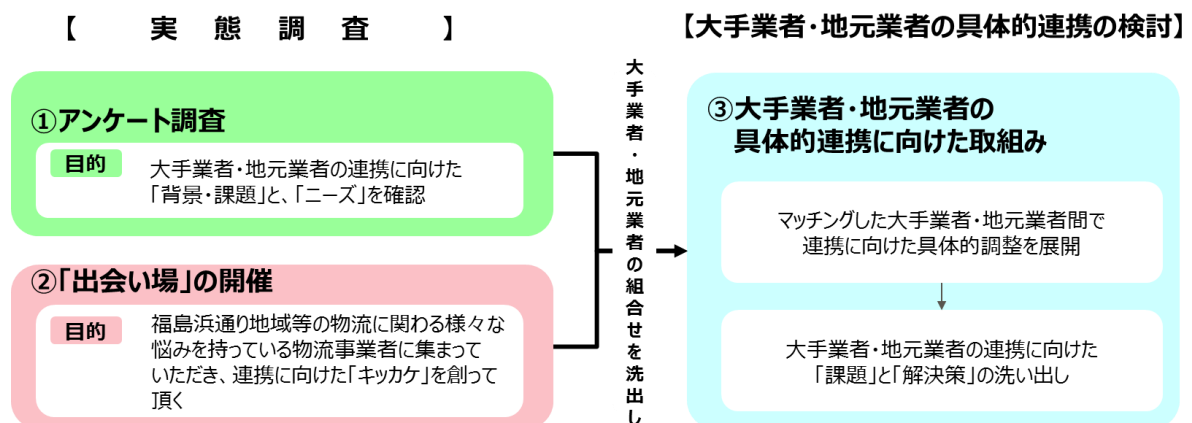 【 実態調査 】
①アンケート調査
目的
大手業者・地元業者の連携に向けた
「背景・課題」と、「ニーズ」を確認
②「出会い場」の開催
目的
福島浜通り地域等の物流に関わる様々な
悩みを持っている物流事業者に集まって
いただき、連携に向けた「キッカケ」を創って
頂く
大手業者・地元業者の組合せを洗出し
【大手業者・地元業者の具体的連携の検討】
③大手業者・地元業者の
具体的連携に向けた取組み
マッチングした大手業者・地元業者間で
連携に向けた具体的調整を展開
大手業者・地元業者の連携に向けた
「課題」と「解決策」の洗い出し